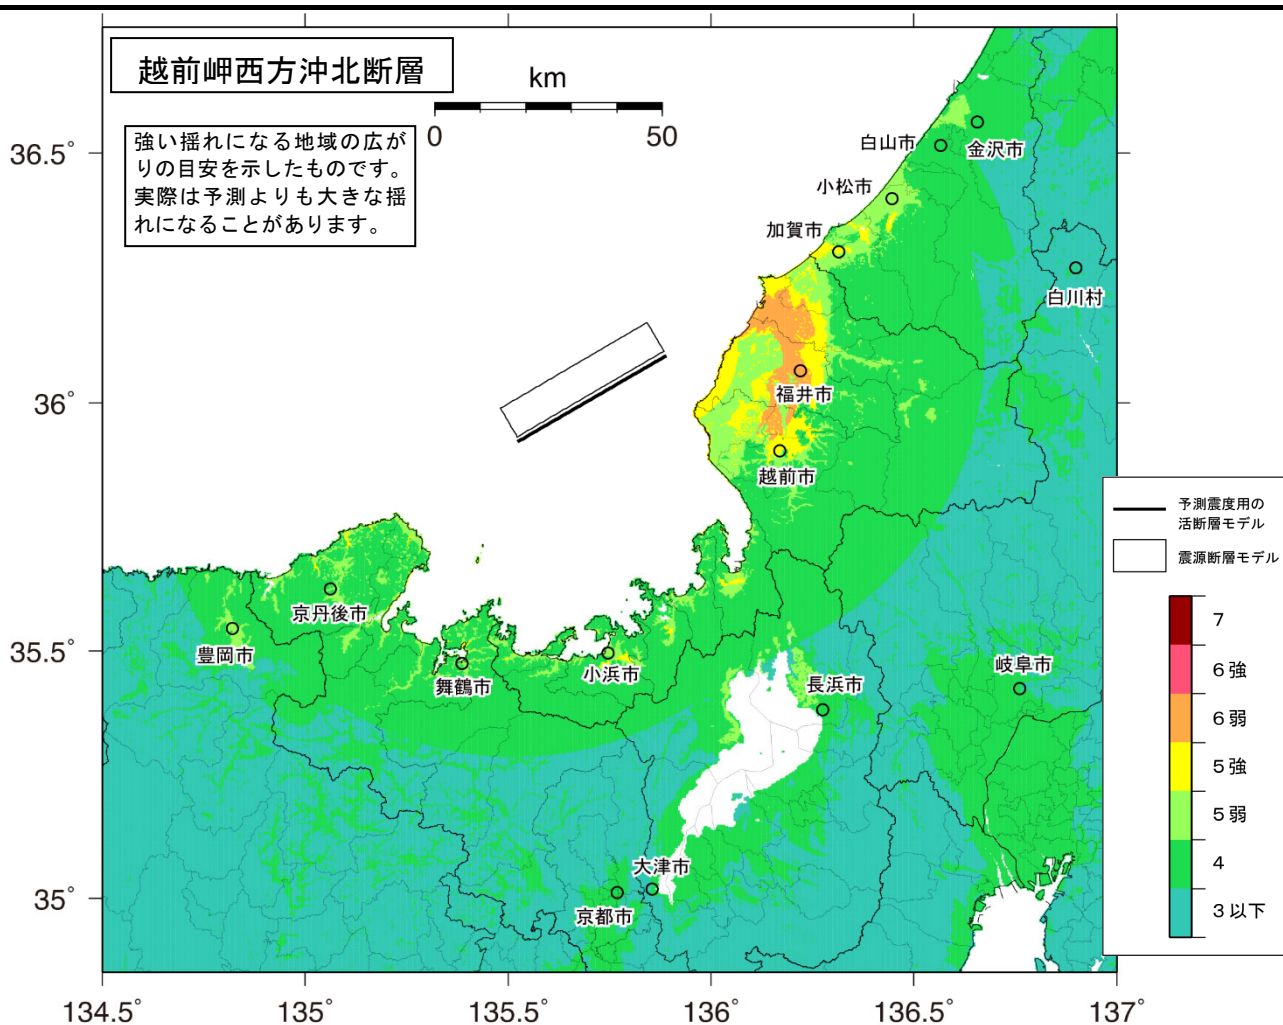 越前岬西方沖北断層
km
0
50
強い揺れになる地域の広が
りの目安を示したものです。
実際は予測よりも大きな揺
れになることがあります。
36.5°
36°
35.5°
35°
白山市
金沢市
小松市
加賀市
白川村
福井市
越前市
京丹後市
豊岡市
舞鶴市
小浜市
長浜市
岐阜市
大津市
京都市
予測震度用の
活断層モデル
震源断層モデル
7
6強
6弱
5強
5弱
4
3以下
134.5°
135°
135.5°
136°
136.5°
137°